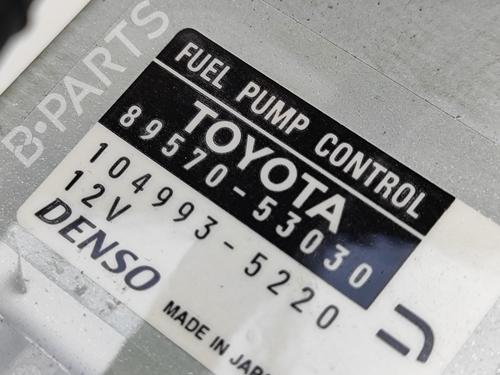 FUEL PUMP CONTROL
TOYOTA
89570-53030
104993-5220
12V
DENSO
MADE IN JAPA
B-PARTS